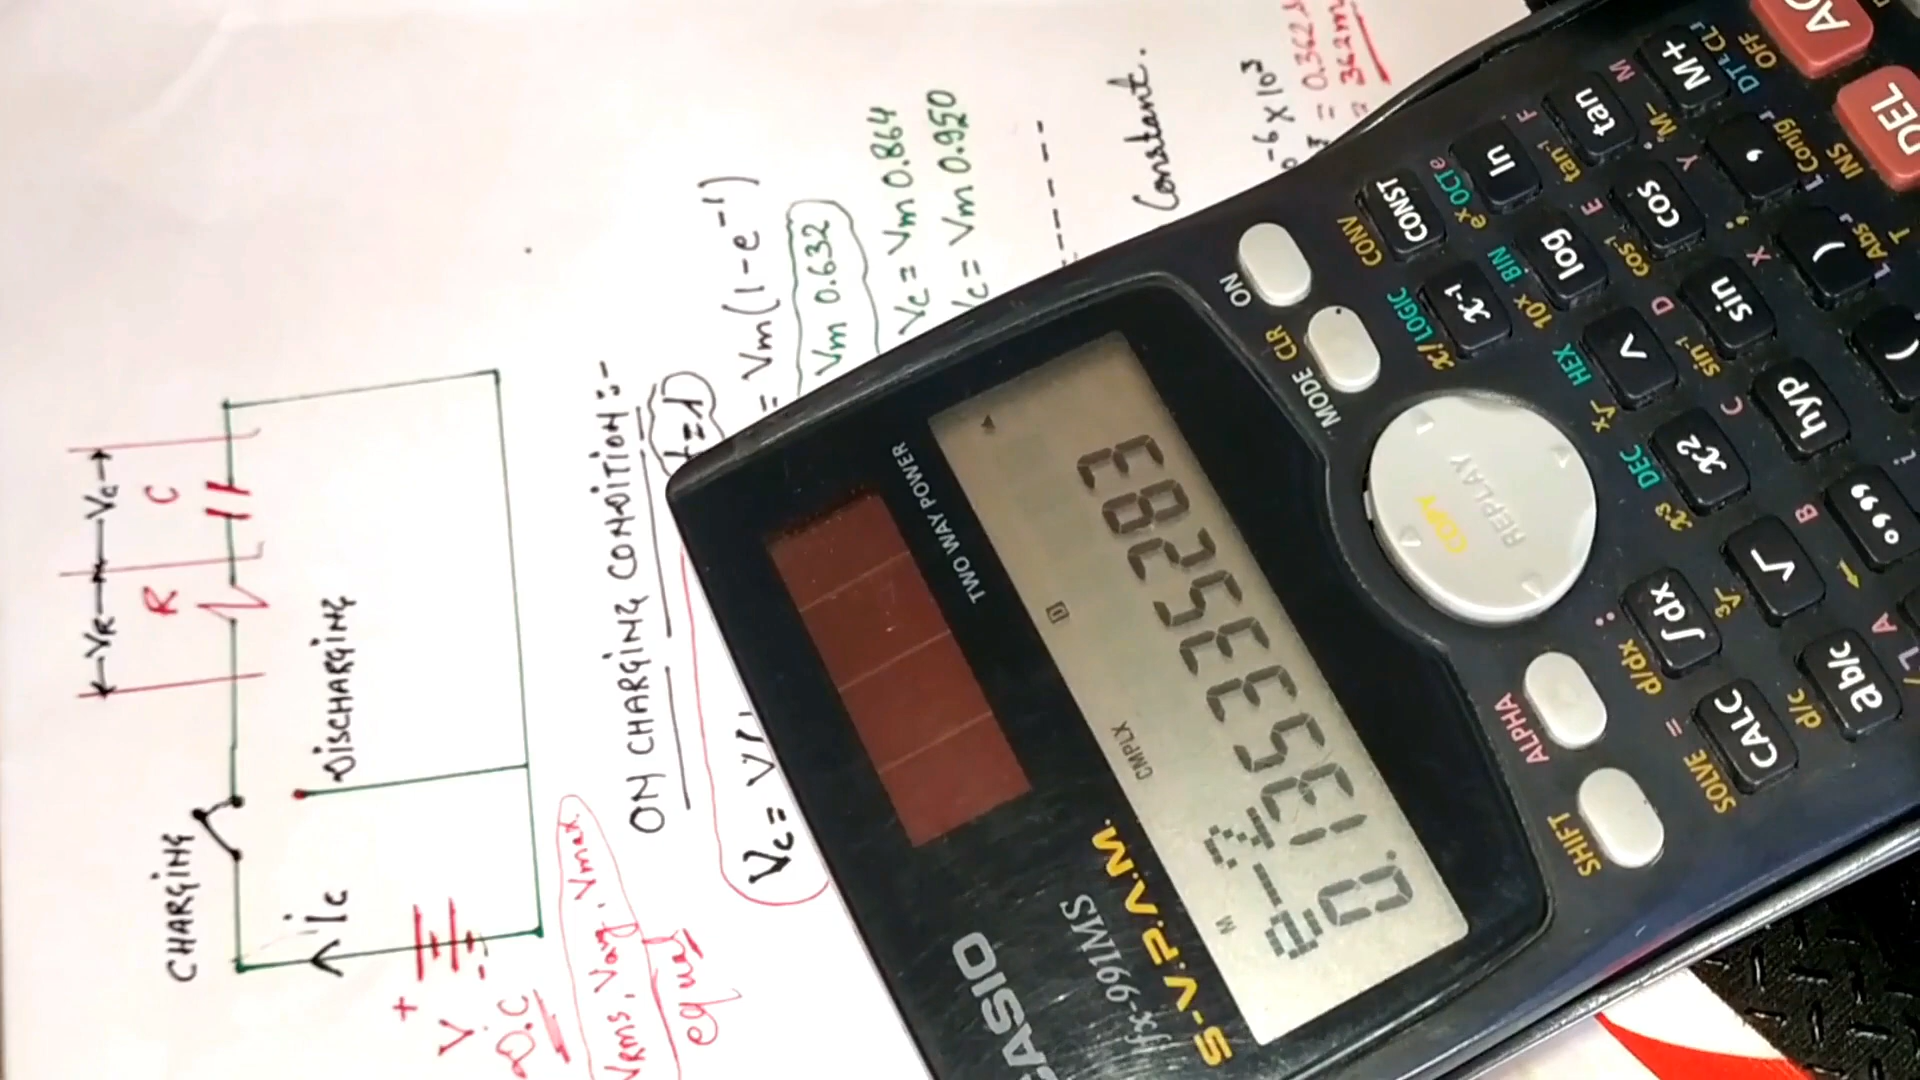 ←VR→←VC→
R
C
CHARGING
DISCHARGING
ic
+
V
-
D.C
Vrms, Vavg, Vmax.
equal
ON CHARGING CONDITION:-
t=λ
Vc = V
= Vm(1-e⁻¹)
Vm 0.632
Vc = Vm 0.864
Vc = Vm 0.950
Constant.
-6 × 10³
= 0.362λ
= 362m
CASIO
fx-991MS
S-V.P.A.M.
TWO WAY POWER
M CMPLX D
e^-2
0.135335283
ON
MODE CLR
SHIFT
ALPHA
COPY
REPLAY
CONV
CONST
x!LOGIC
x⁻¹
SOLVE =
CALC
d/dx :
∫dx
d/c
ab/c
³√
√
x³ DEC
x²
ˣ√ HEX
^
10ˣ BIN
log
eˣ OCT e
ln
A
B
←
o999
C
hyp
sin⁻¹ D
sin
cos⁻¹ E
cos
tan⁻¹ F
tan
(
Abs
X
)
Conjg
Y
,
M- M
M+
INS
DEL
DT CL
OFF
AC